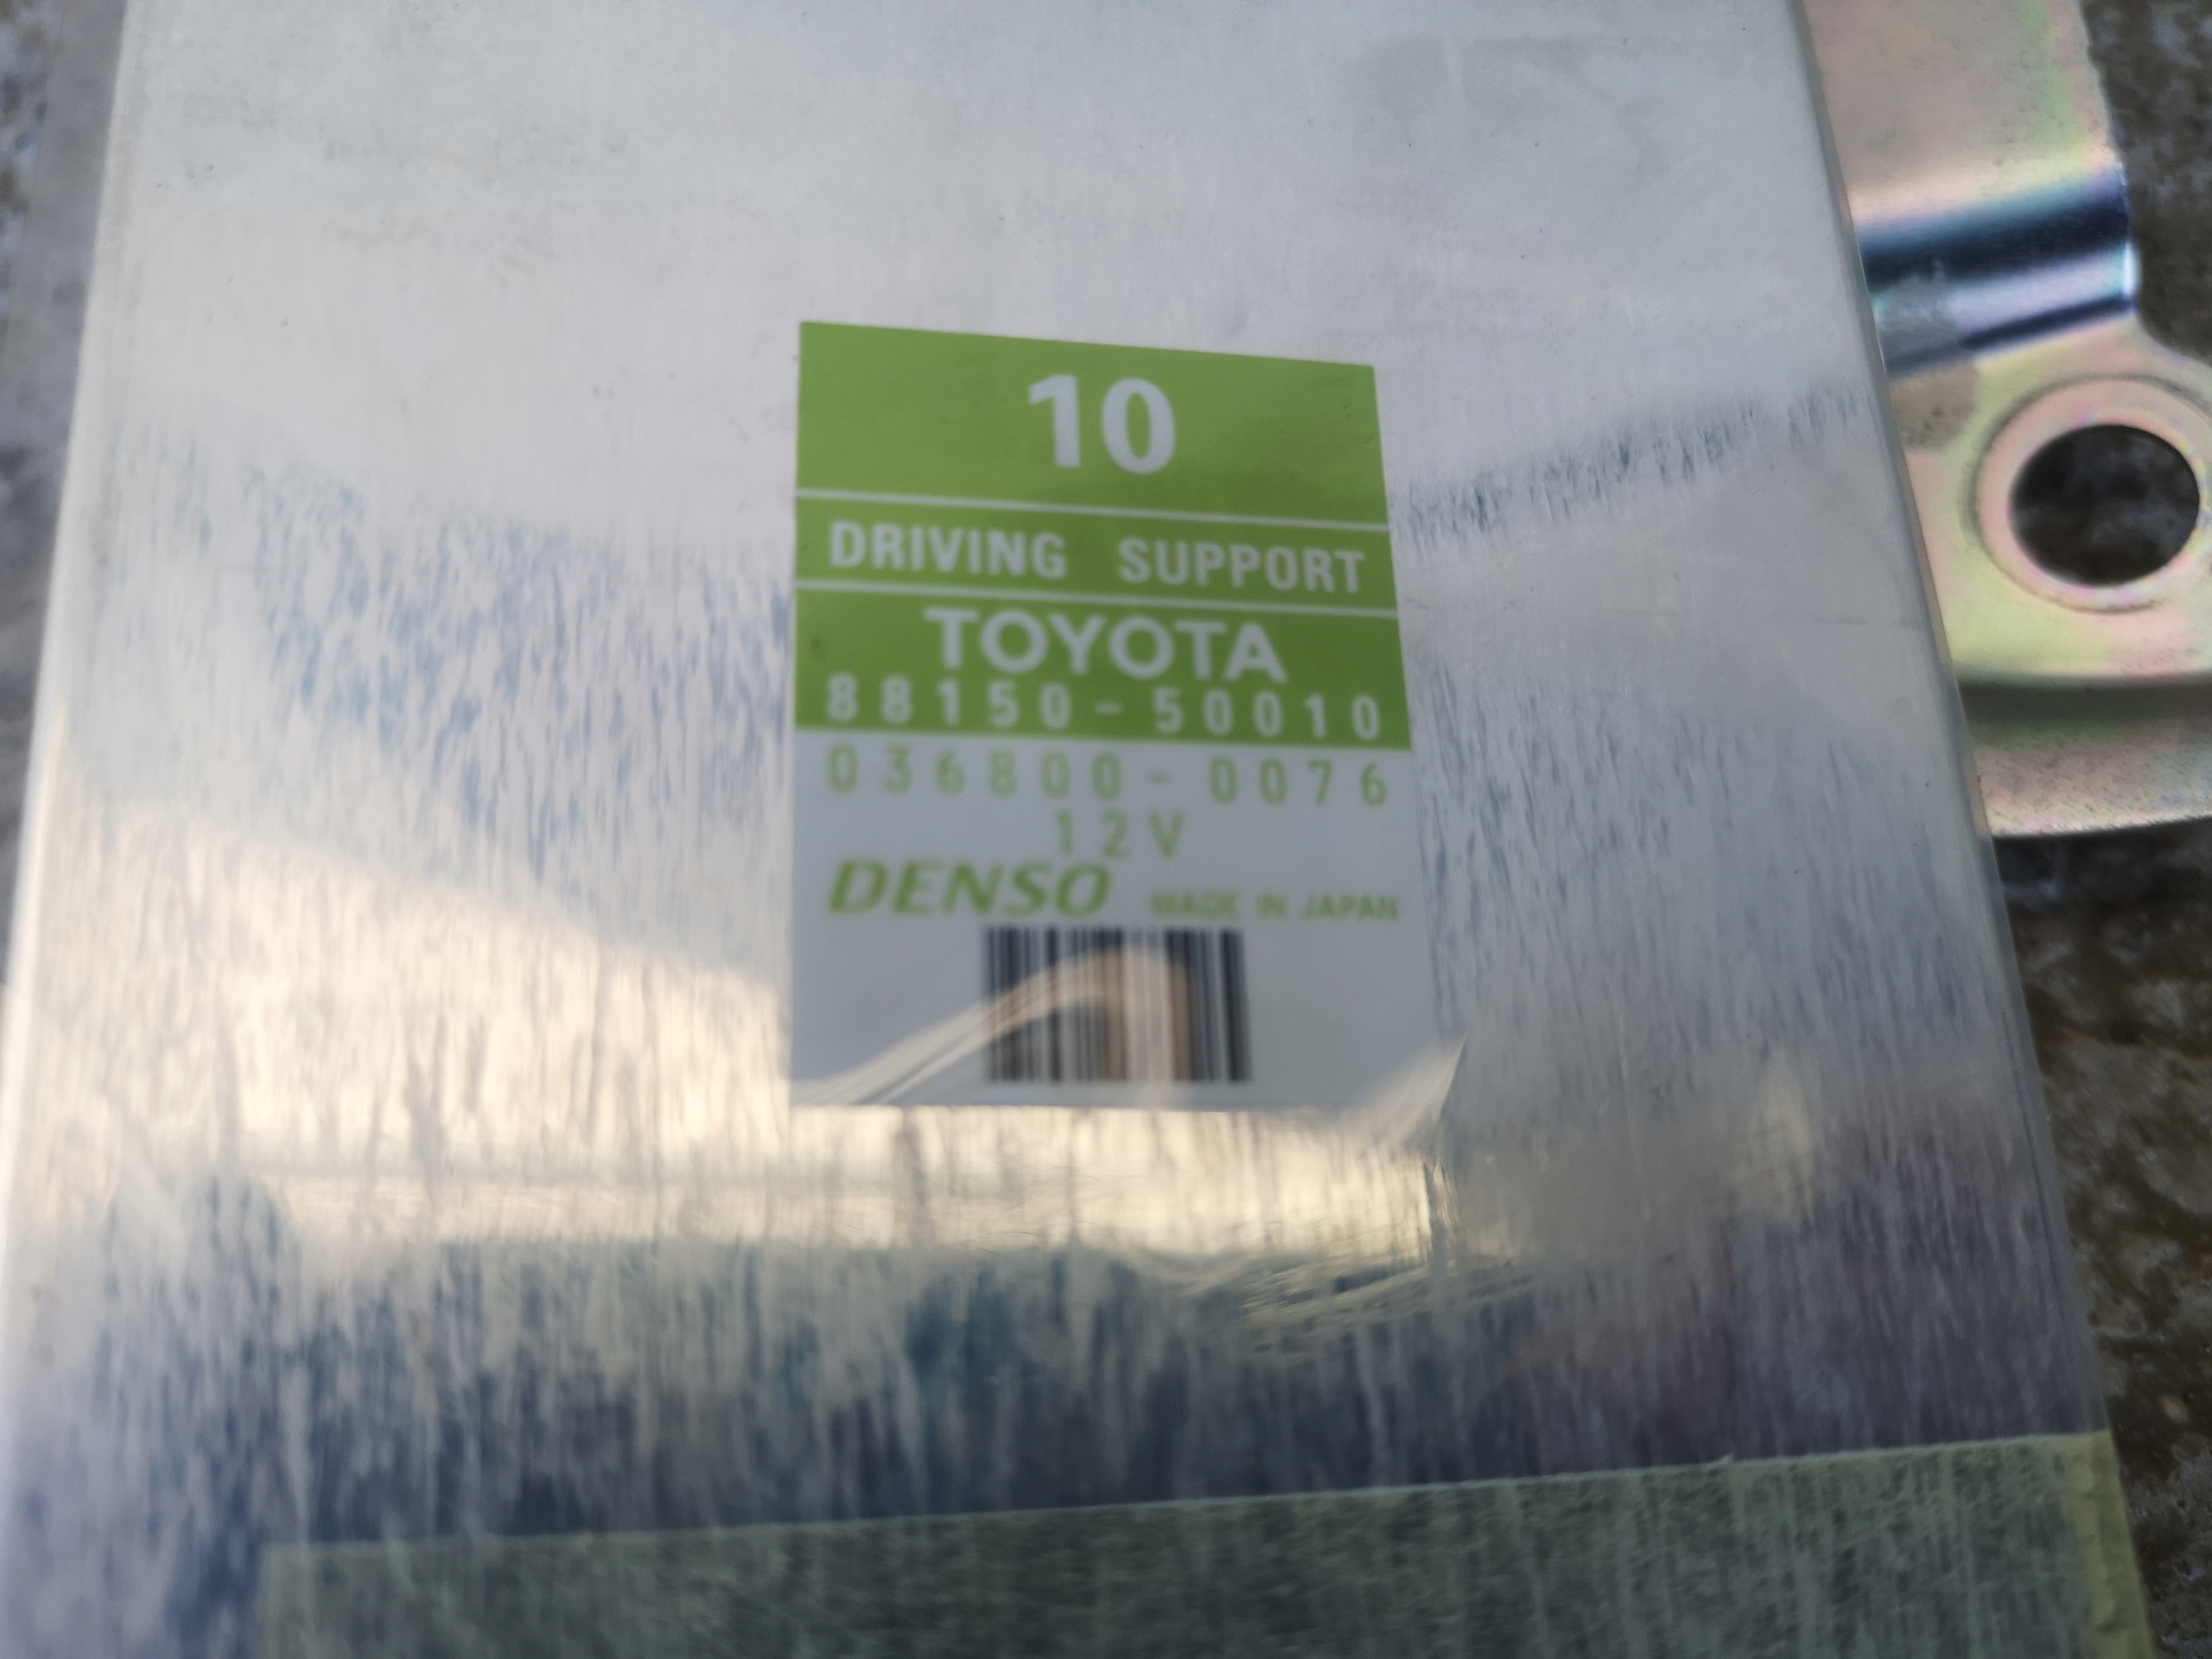 10
DRIVING SUPPORT
TOYOTA
88150-50010
036800-0076
12V
DENSO MADE IN JAPAN